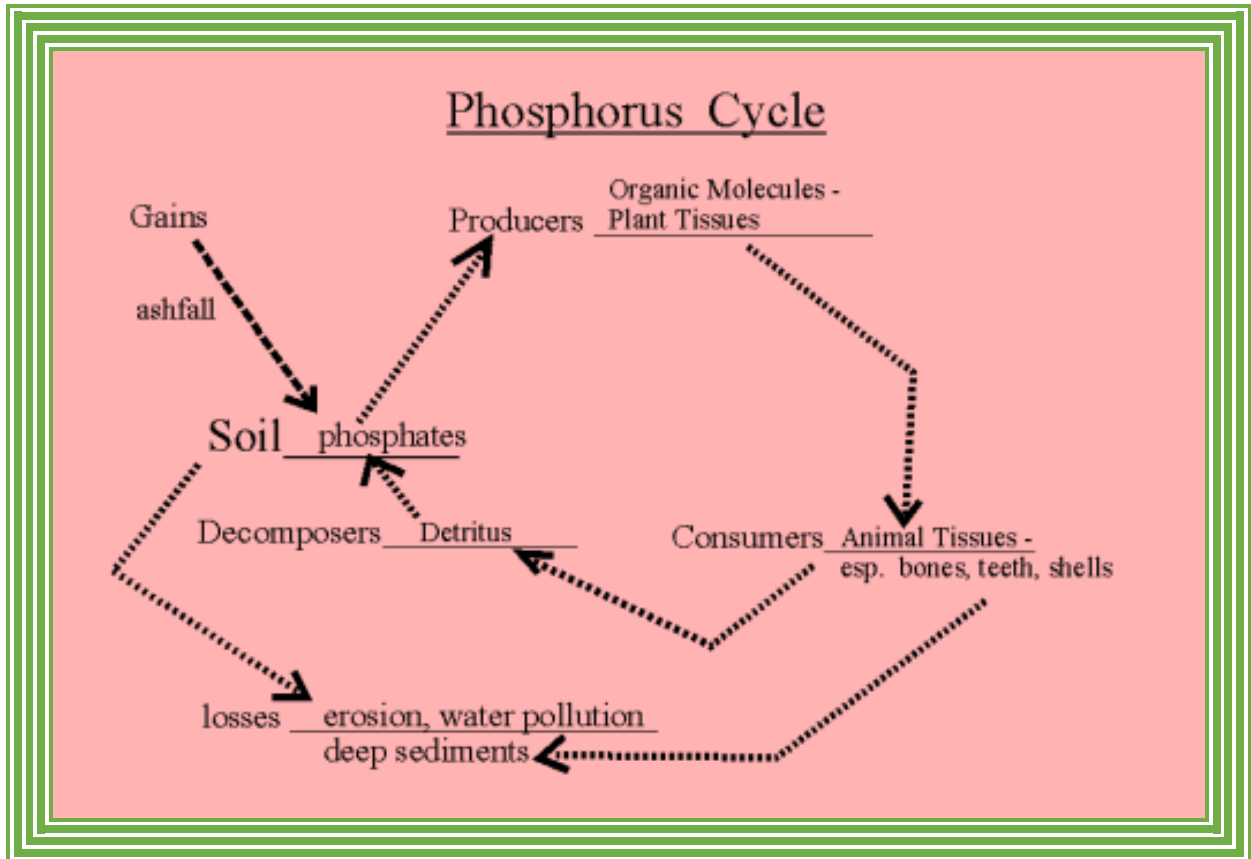 Phosphorus Cycle
Organic Molecules -
Gains
Producers Plant Tissues
ashfall
Soil phosphates
Decomposers Detritus
Consumers Animal Tissues -
esp. bones, teeth, shells
losses erosion, water pollution
deep sediments